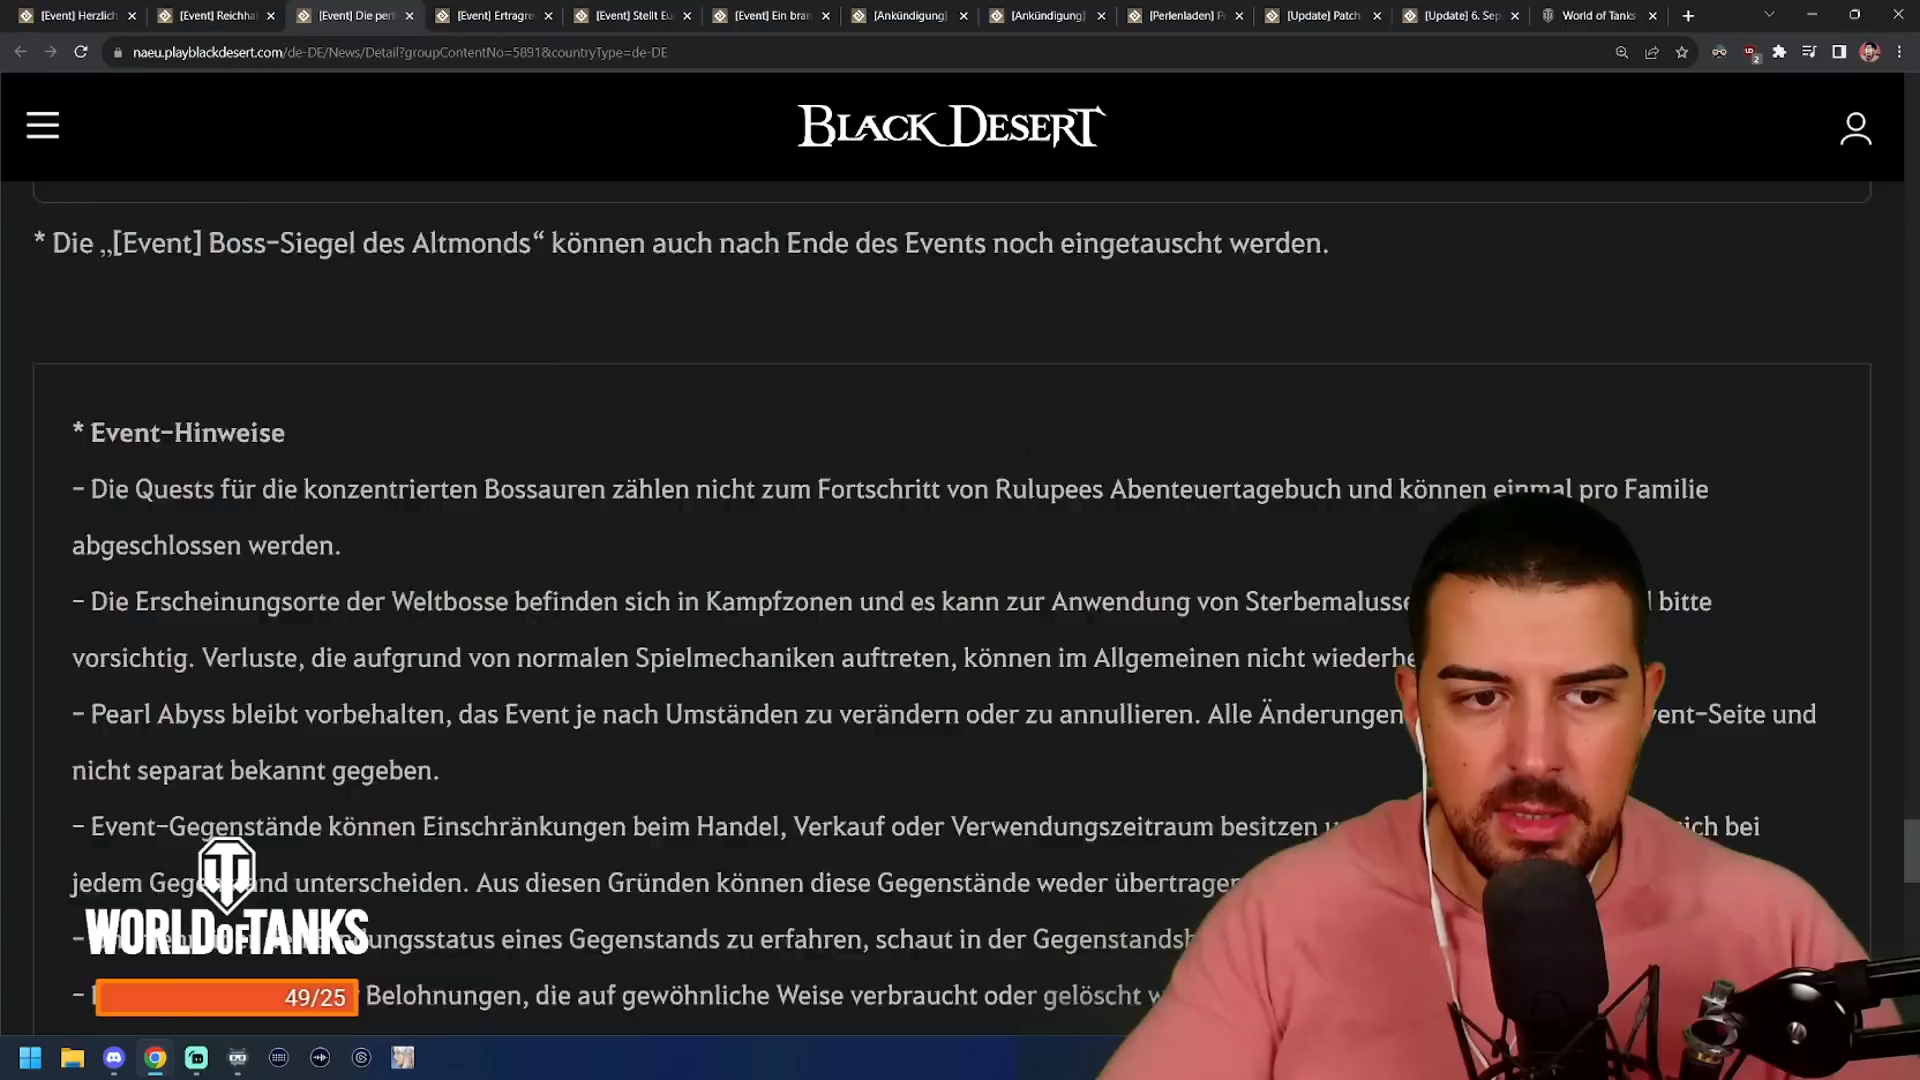 [Event] Herzlich
[Event] Reichha
[Event] Die per
[Event] Ertragre
[Event] Stellt Eu
[Event] Ein bran
[Ankündigung]
[Ankündigung]
[Perlenladen] P
[Update] Patch
[Update] 6. Sep
World of Tanks
naeu.playblackdesert.com/de-DE/News/Detail?groupContentNo=5891&countryType=de-DE
BLACK DESERT
* Die „[Event] Boss-Siegel des Altmonds“ können auch nach Ende des Events noch eingetauscht werden.
* Event-Hinweise
- Die Quests für die konzentrierten Bossauren zählen nicht zum Fortschritt von Rulupees Abenteuertagebuch und können einmal pro Familie
abgeschlossen werden.
- Die Erscheinungsorte der Weltbosse befinden sich in Kampfzonen und es kann zur Anwendung von Sterbemalusse bitte
vorsichtig. Verluste, die aufgrund von normalen Spielmechaniken auftreten, können im Allgemeinen nicht wiederhe
- Pearl Abyss bleibt vorbehalten, das Event je nach Umständen zu verändern oder zu annullieren. Alle Änderungen vent-Seite und
nicht separat bekannt gegeben.
- Event-Gegenstände können Einschränkungen beim Handel, Verkauf oder Verwendungszeitraum besitzen sich bei
jedem Gegenstand unterscheiden. Aus diesen Gründen können diese Gegenstände weder übertragen
- dungsstatus eines Gegenstands zu erfahren, schaut in der Gegenstandsb
- Belohnungen, die auf gewöhnliche Weise verbraucht oder gelöscht w
WORLD OF TANKS
49/25